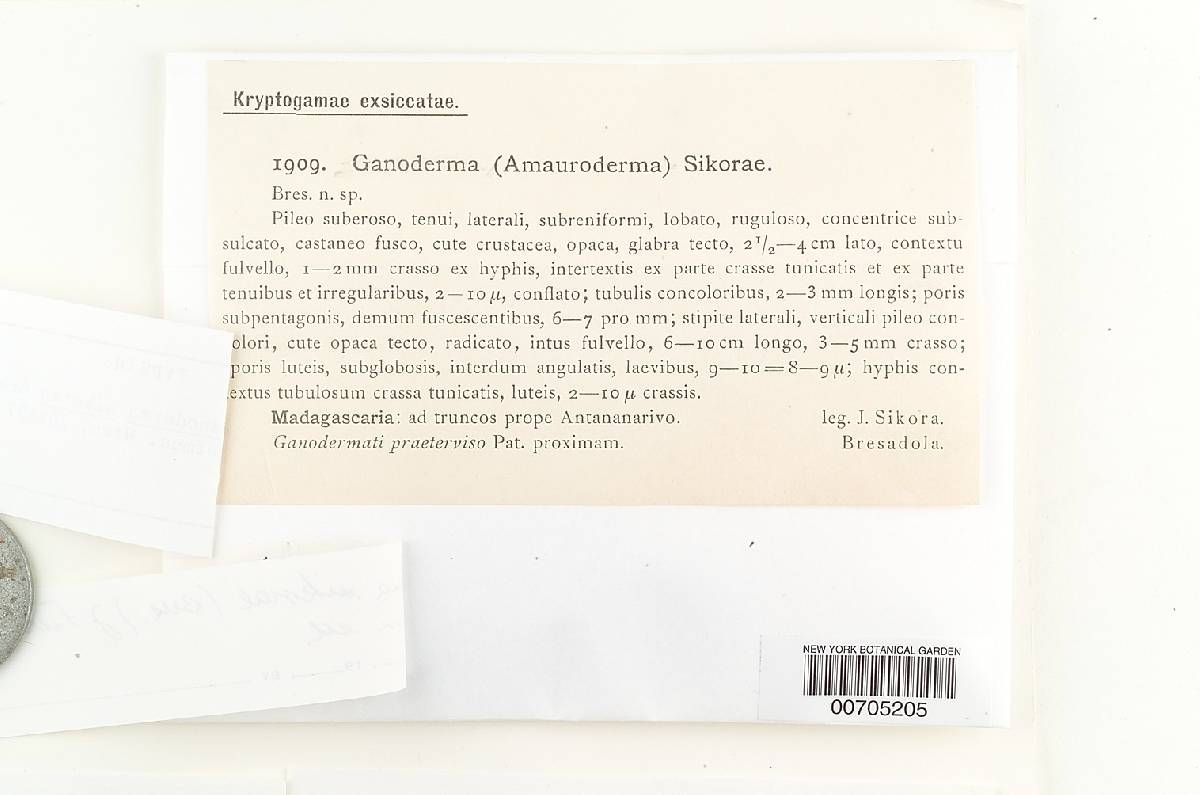 Kryptogamae exsiccatae.
1909. Ganoderma (Amauroderma) Sikorae.
Bres. n. sp.
Pileo suberoso, tenui, laterali, subreniformi, lobato, ruguloso, concentrice sub-
sulcato, castaneo fusco, cute crustacea, opaca, glabra tecto, 2 1/2—4 cm lato, contextu
fulvello, 1—2 mm crasso ex hyphis, intertextis ex parte crasse tunicatis et ex parte
tenuibus et irregularibus, 2—10 μ, conflato; tubulis concoloribus, 2—3 mm longis; poris
subpentagonis, demum fuscescentibus, 6—7 pro mm; stipite laterali, verticali pileo con-
olori, cute opaca tecto, radicato, intus fulvello, 6—10 cm longo, 3—5 mm crasso;
poris luteis, subglobosis, interdum angulatis, laevibus, 9—10 = 8—9 μ; hyphis con-
extus tubulosum crassa tunicatis, luteis, 2—10 μ crassis.
Madagascaria: ad truncos prope Antananarivo. leg. J. Sikora.
Ganodermati praeterviso Pat. proximam. Bresadola.
NEW YORK BOTANICAL GARDEN
00705205